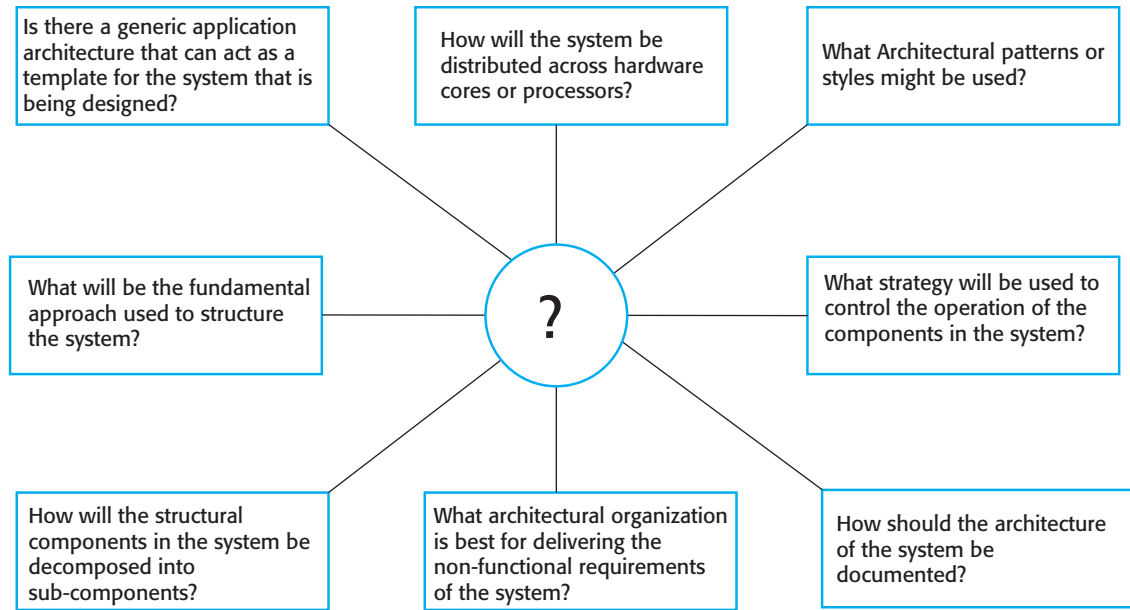 Is there a generic application
architecture that can act as a
template for the system that is
being designed?
How will the system be
distributed across hardware
cores or processors?
What Architectural patterns or
styles might be used?
What will be the fundamental
approach used to structure
the system?
?
What strategy will be used to
control the operation of the
components in the system?
How will the structural
components in the system be
decomposed into
sub-components?
What architectural organization
is best for delivering the
non-functional requirements
of the system?
How should the architecture
of the system be
documented?